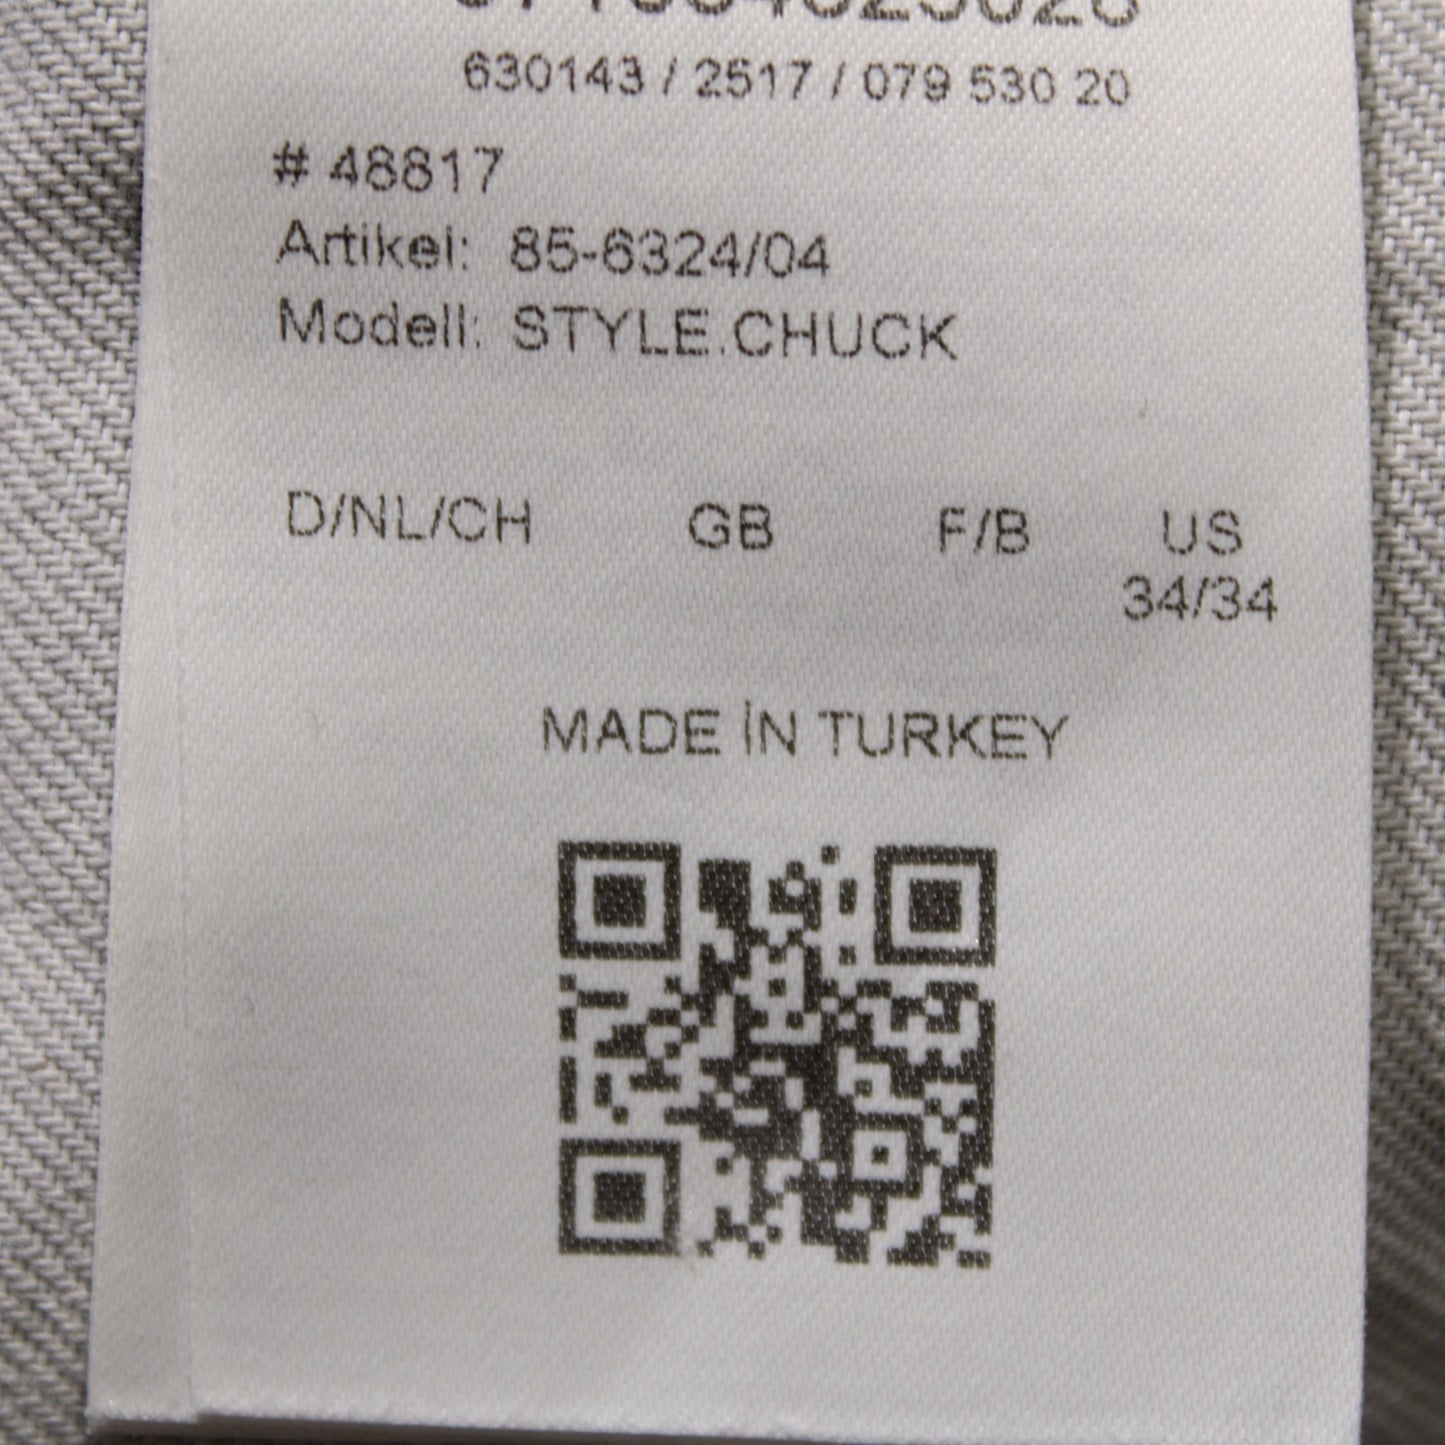 630143 / 2517 / 079 530 20
# 48817
Artikel: 85-6324/04
Modell: STYLE.CHUCK
D/NL/CH GB F/B US
34/34
MADE İN TURKEY